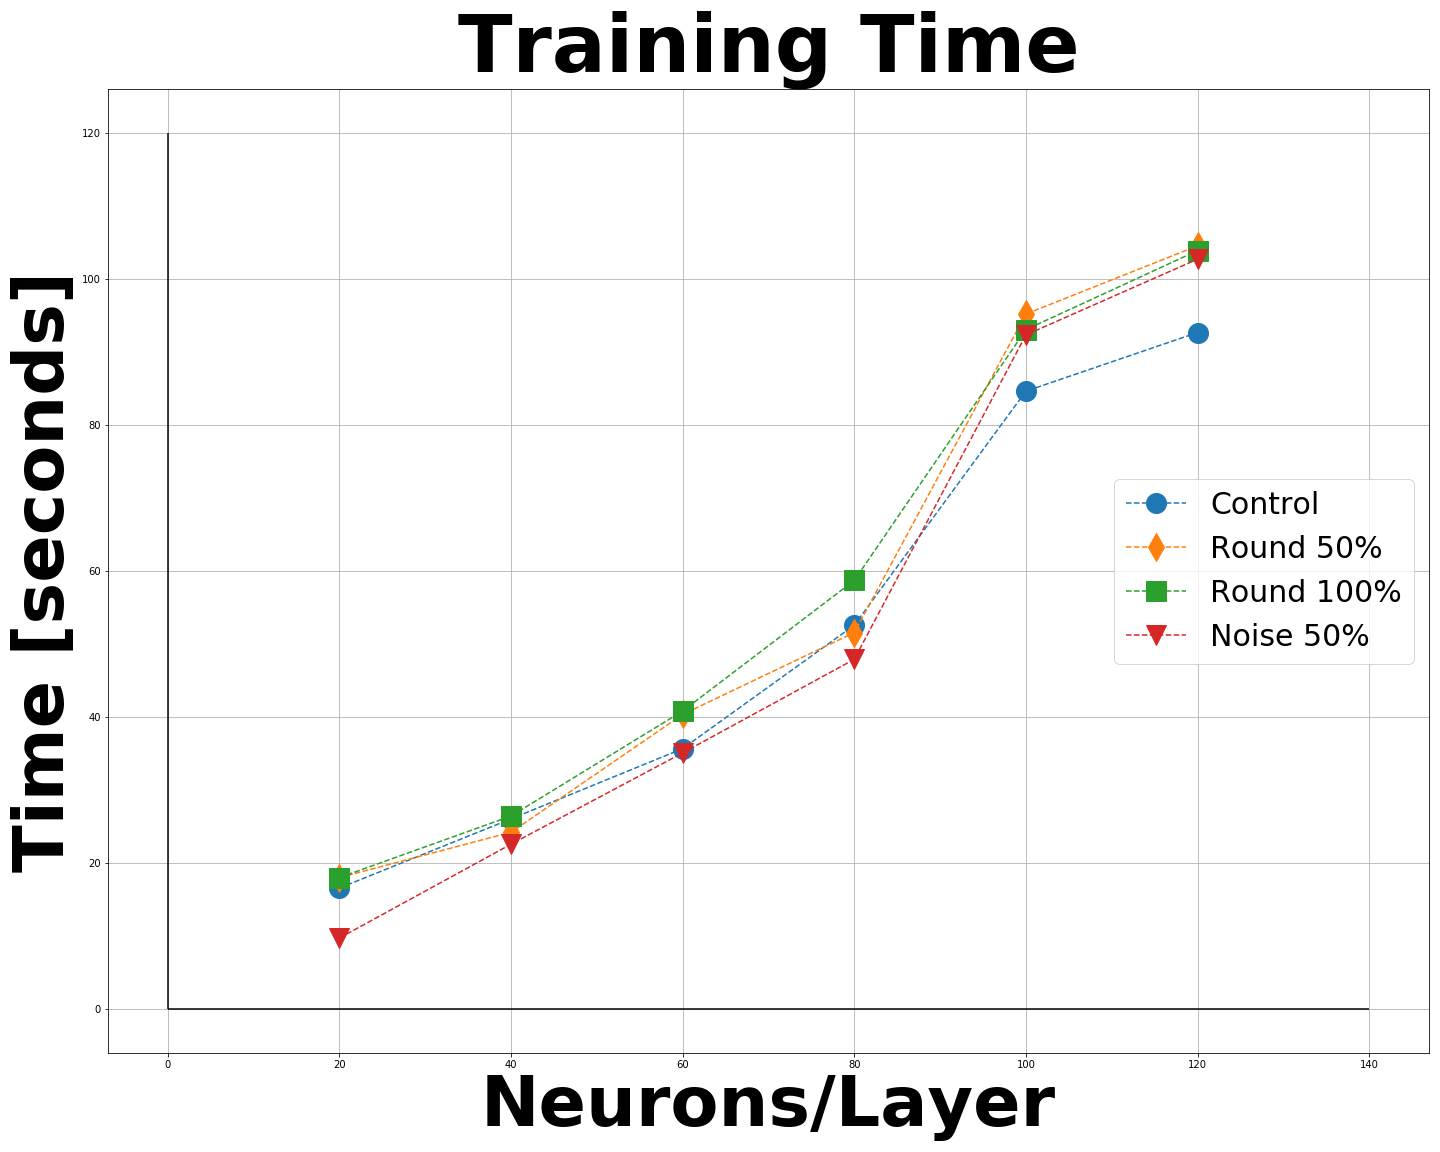 Training Time
Time [seconds]
120
100
80
60
40
20
0
Control
Round 50%
Round 100%
Noise 50%
0 20 40 60 80 100 120 140
Neurons/Layer